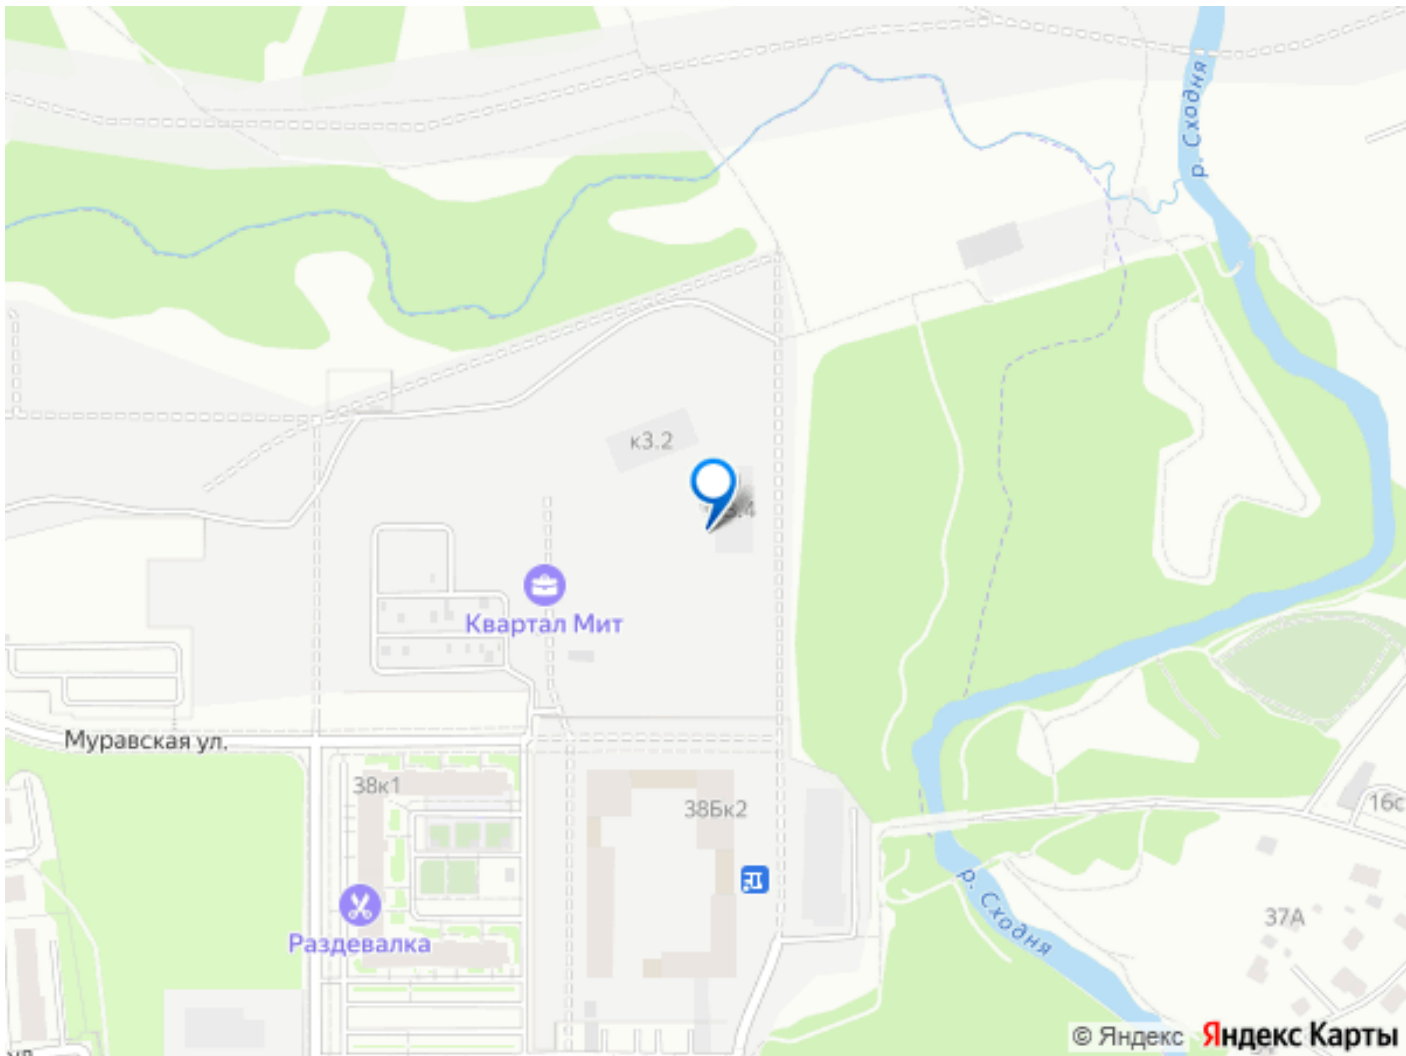 р. Сходня
к3.2
Квартал Мит
Муравская ул.
38к1
38Бк2
16с
Раздевалка
37А
р. Сходня
© Яндекс
Яндекс Карты